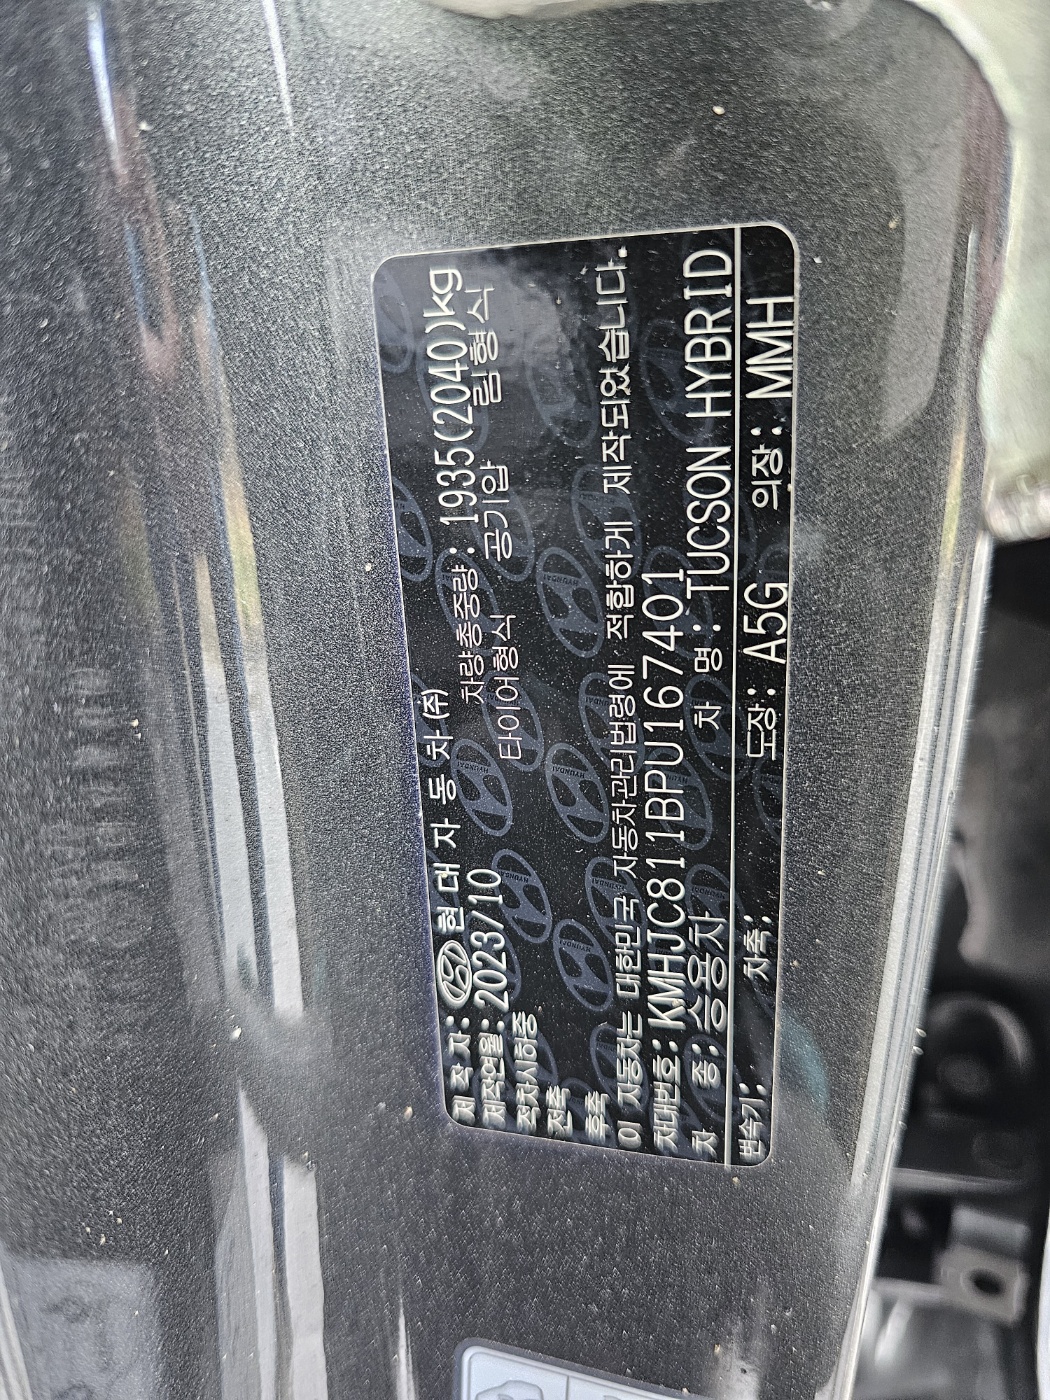 제 작 자: 현 대 자 동 차 (주)
제작연월: 2023/10 차량총중량: 1935(2040)kg
적차시하중 타이어형식 공기압 림형식
전축
후축
이 자동차는 대한민국 자동차관리법령에 적합하게 제작되었습니다.
차대번호: KMHJC811BPU167401
차 종: 승용차 차 명: TUCSON HYBRID
변속기: 차축: 도장: A5G 의장: MMH